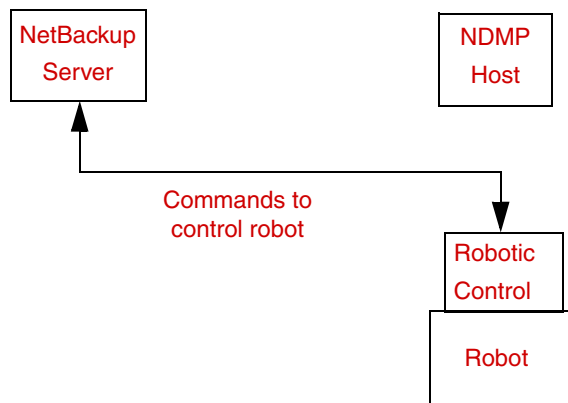 NetBackup
Server
NDMP
Host
Commands to
control robot
Robotic
Control
Robot